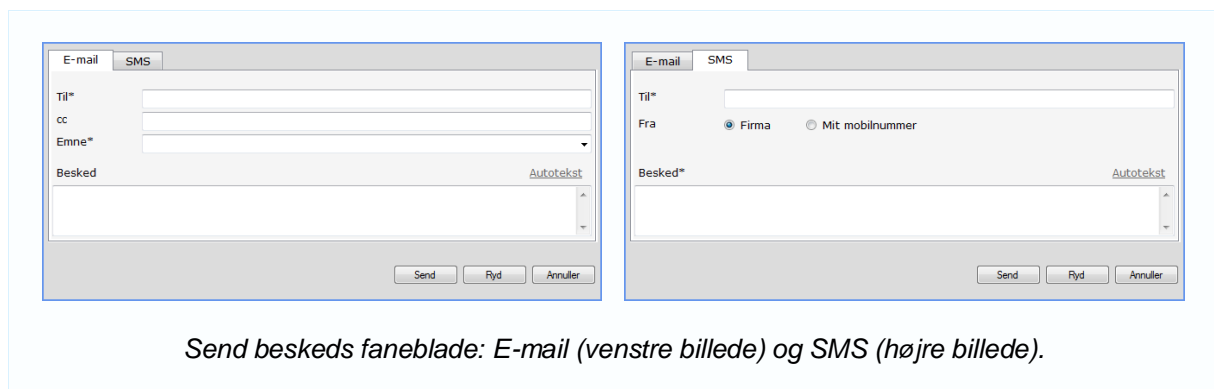 E-mail SMS
Til*
cc
Emne*
Besked Autotekst
Send Ryd Annuller
E-mail SMS
Til*
Fra Firma Mit mobilnummer
Besked* Autotekst
Send Ryd Annuller
Send beskeds faneblade: E-mail (venstre billede) og SMS (højre billede).